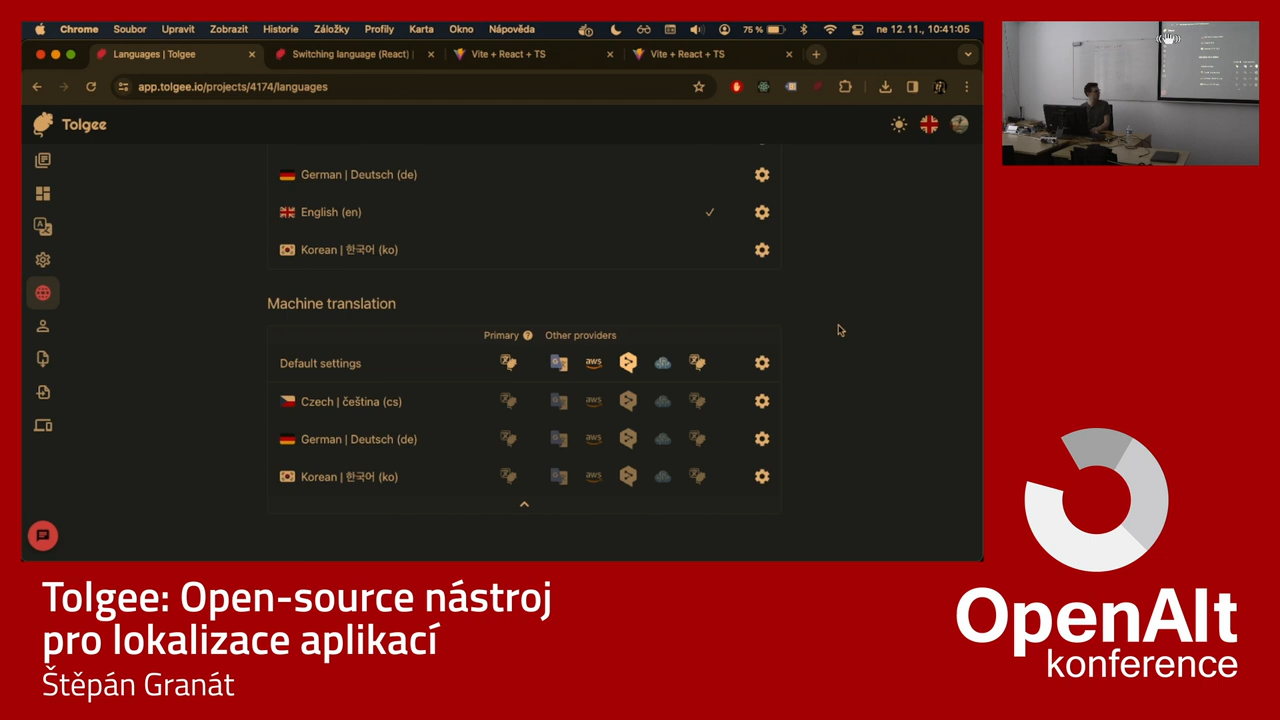 Chrome Soubor Upravit Zobrazit Historie Záložky Profily Karta Okno Nápověda 75 % ne 12. 11., 10:41:05
Languages | Tolgee Switching language (React) | Vite + React + TS Vite + React + TS
app.tolgee.io/projects/4174/languages
Tolgee
German | Deutsch (de)
English (en)
Korean | 한국어 (ko)
Machine translation
Primary ? Other providers
Default settings aws
Czech | čeština (cs) aws
German | Deutsch (de) aws
Korean | 한국어 (ko) aws
Tolgee: Open-source nástroj
pro lokalizace aplikací
Štěpán Granát
OpenAlt
konference